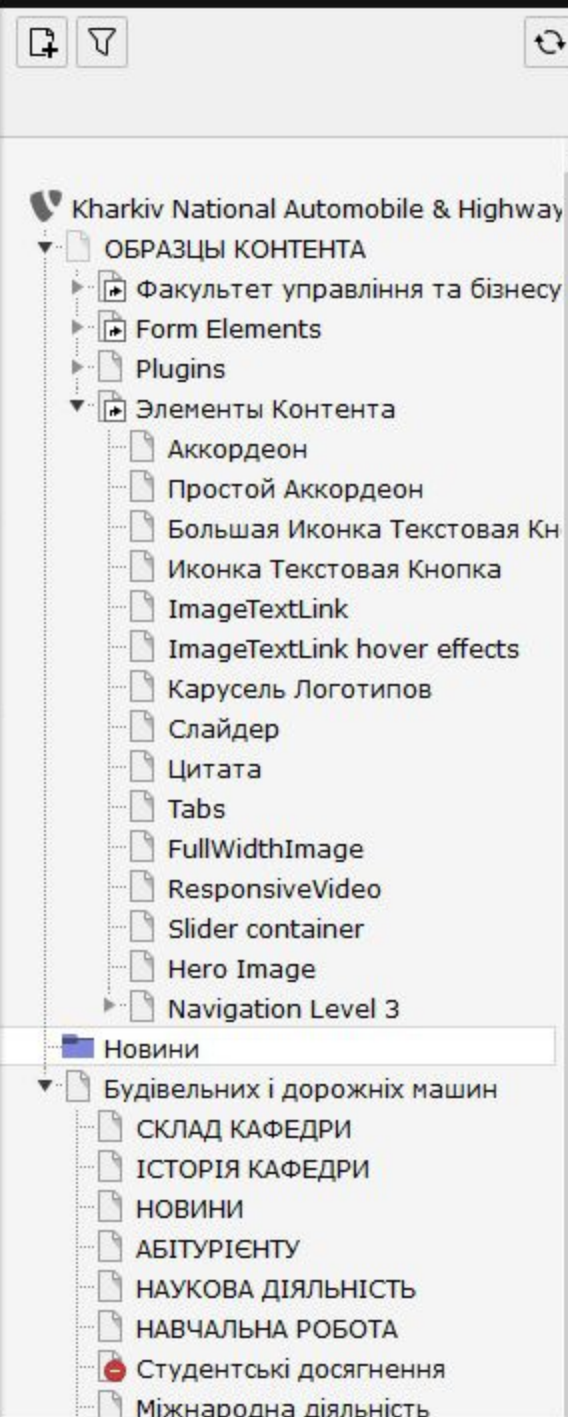 Kharkiv National Automobile & Highway
ОБРАЗЦЫ КОНТЕНТА
Факультет управління та бізнесу
Form Elements
Plugins
Элементы Контента
Аккордеон
Простой Аккордеон
Большая Иконка Текстовая Кн
Иконка Текстовая Кнопка
ImageTextLink
ImageTextLink hover effects
Карусель Логотипов
Слайдер
Цитата
Tabs
FullWidthImage
ResponsiveVideo
Slider container
Hero Image
Navigation Level 3
Новини
Будівельних і дорожніх машин
СКЛАД КАФЕДРИ
ІСТОРІЯ КАФЕДРИ
НОВИНИ
АБІТУРІЄНТУ
НАУКОВА ДІЯЛЬНІСТЬ
НАВЧАЛЬНА РОБОТА
Студентські досягнення
Міжнародна діяльність